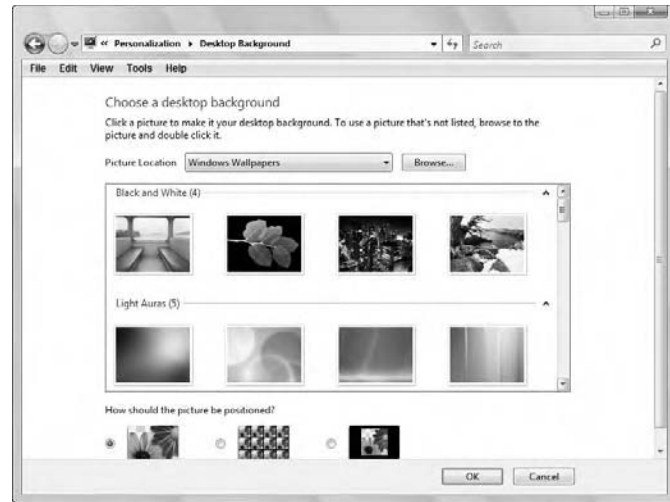 « Personalization ▸ Desktop Background Search
File Edit View Tools Help
Choose a desktop background
Click a picture to make it your desktop background. To use a picture that's not listed, browse to the
picture and double click it.
Picture Location Windows Wallpapers Browse...
Black and White (4)
Light Auras (5)
How should the picture be positioned?
OK Cancel